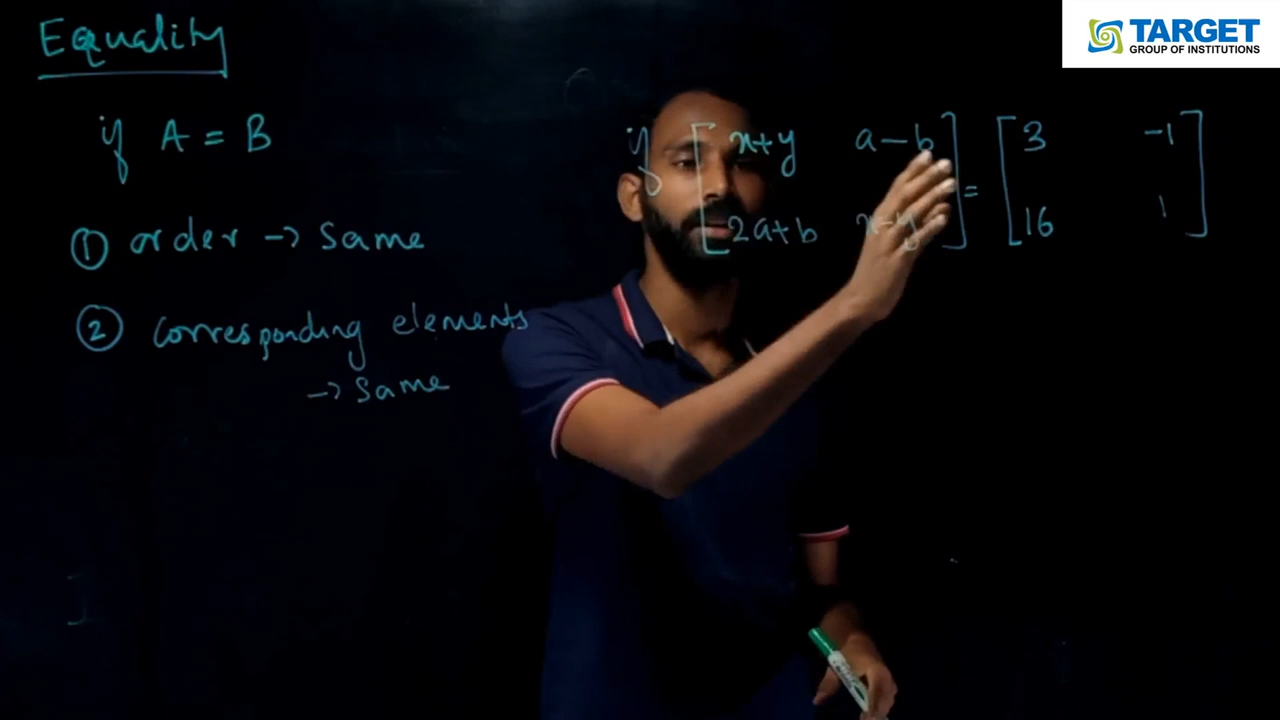 Equality
if A = B
① order → same
② corresponding elements
→ same
if [ x+y a-b ] = [ 3 -1 ]
[ 2a+b x-y ] [ 16 1 ]
TARGET
GROUP OF INSTITUTIONS